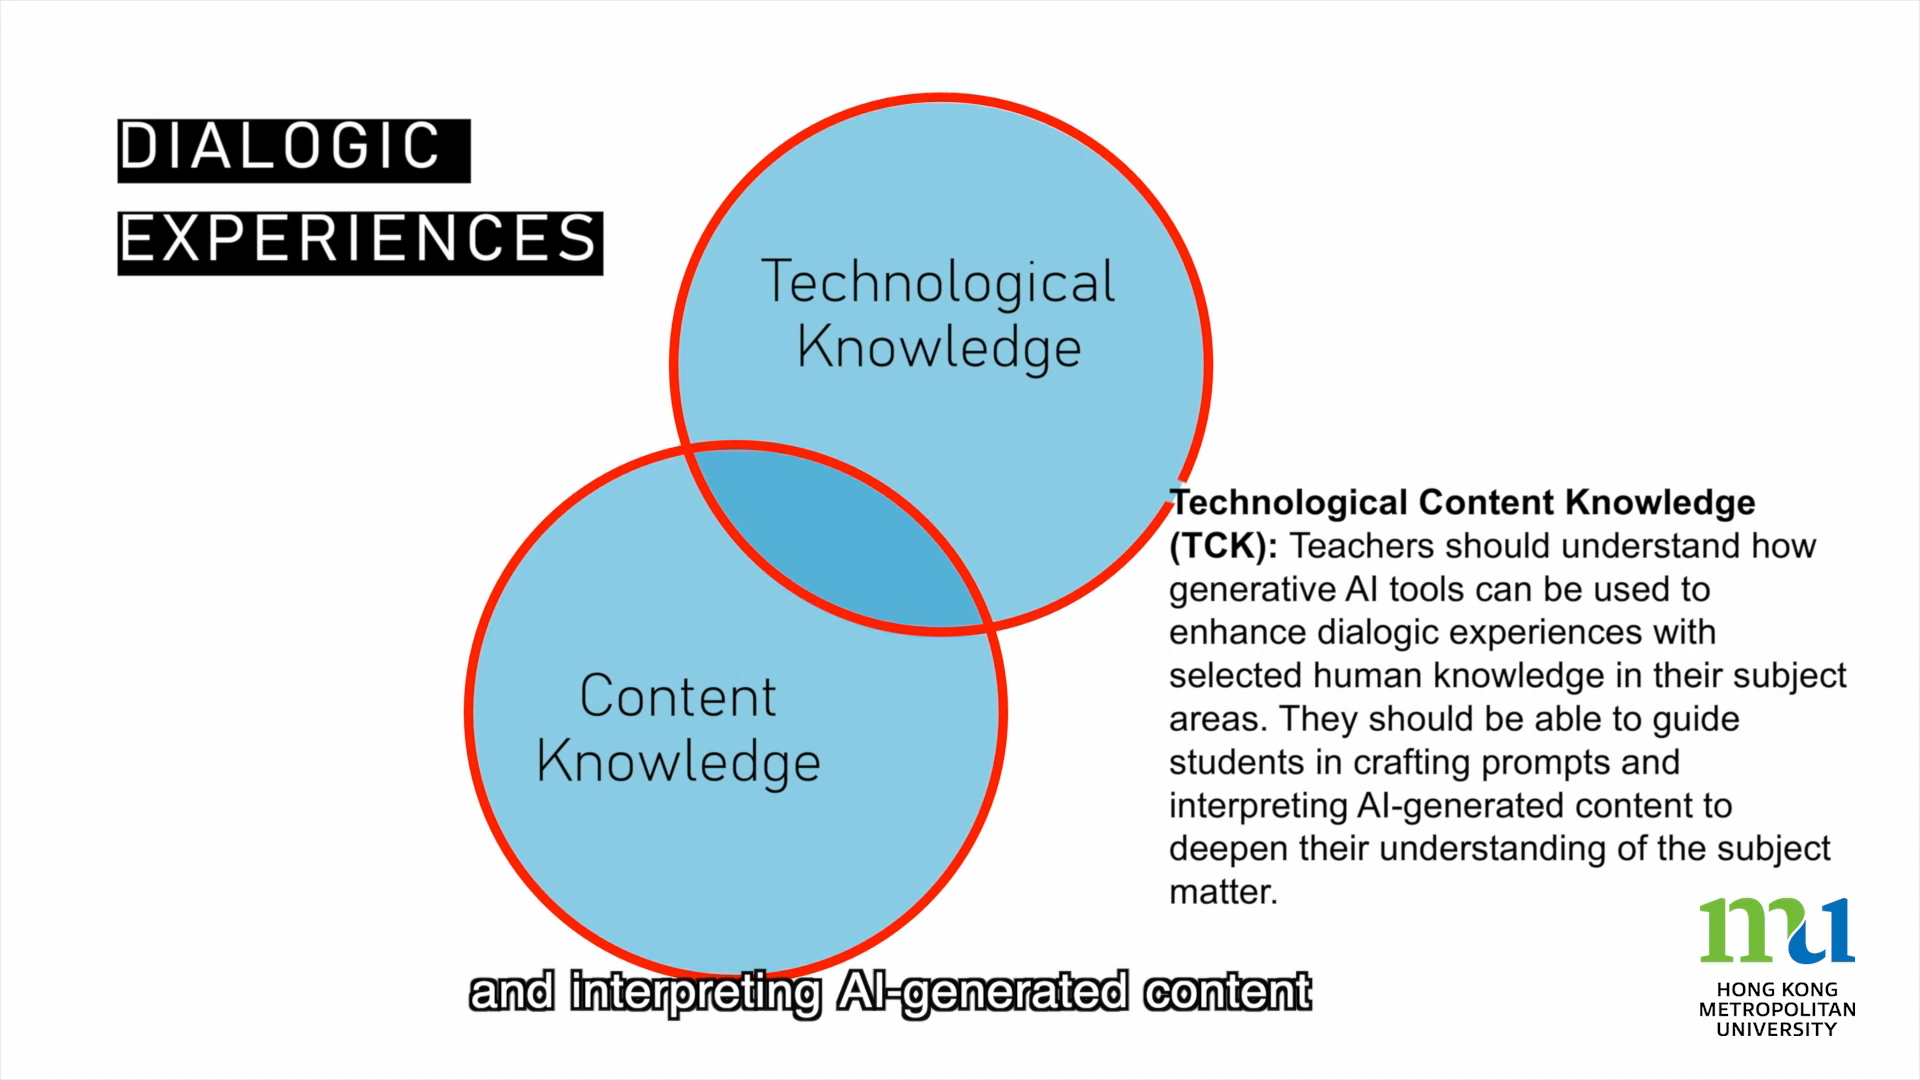 DIALOGIC
EXPERIENCES
Technological
Knowledge
Content
Knowledge
Technological Content Knowledge
(TCK): Teachers should understand how
generative AI tools can be used to
enhance dialogic experiences with
selected human knowledge in their subject
areas. They should be able to guide
students in crafting prompts and
interpreting AI-generated content to
deepen their understanding of the subject
matter.
and interpreting AI-generated content
mu
HONG KONG
METROPOLITAN
UNIVERSITY